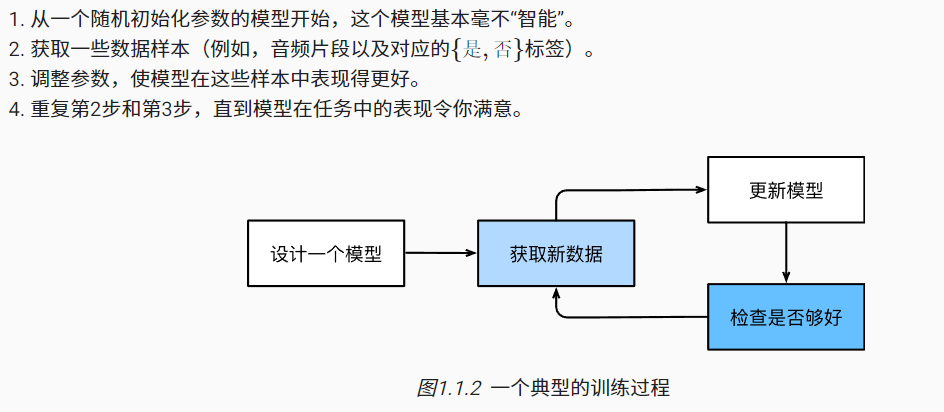 1. 从一个随机初始化参数的模型开始，这个模型基本毫不“智能”。
2. 获取一些数据样本（例如，音频片段以及对应的{是, 否}标签）。
3. 调整参数，使模型在这些样本中表现得更好。
4. 重复第2步和第3步，直到模型在任务中的表现令你满意。
更新模型
设计一个模型
获取新数据
检查是否够好
图1.1.2 一个典型的训练过程